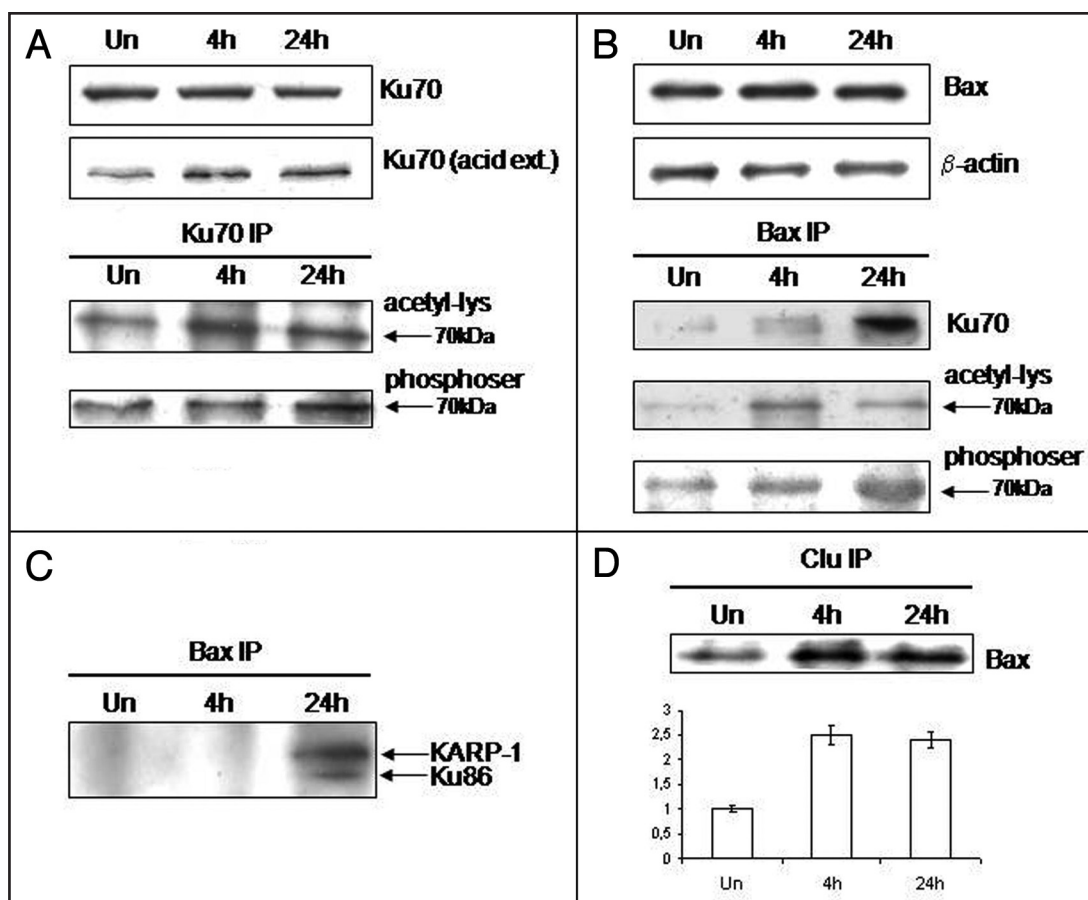 A
Un 4h 24h
Ku70
Ku70 (acid ext.)
Ku70 IP
Un 4h 24h
acetyl-lys
70kDa
phosphoser
70kDa
B
Un 4h 24h
Bax
β-actin
Bax IP
Un 4h 24h
Ku70
acetyl-lys
70kDa
phosphoser
70kDa
C
Bax IP
Un 4h 24h
KARP-1
Ku86
D
Clu IP
Un 4h 24h
Bax
3
2,5
2
1,5
1
0,5
0
Un 4h 24h